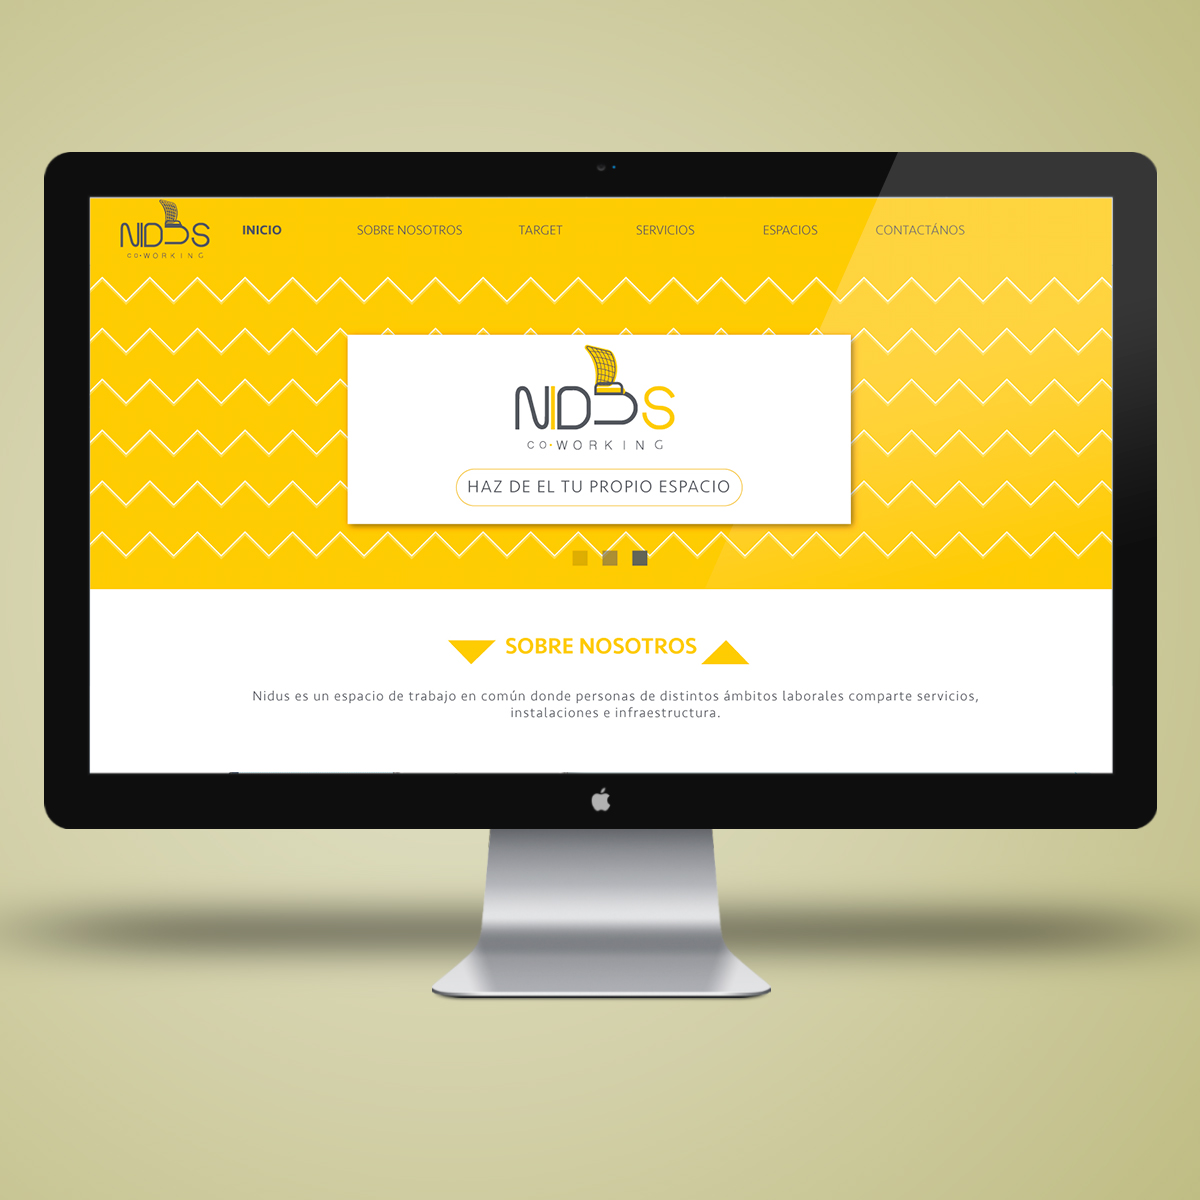 NIDUS
CO·WORKING
INICIO SOBRE NOSOTROS TARGET SERVICIOS ESPACIOS CONTACTÁNOS
NIDUS
CO·WORKING
HAZ DE EL TU PROPIO ESPACIO
SOBRE NOSOTROS
Nidus es un espacio de trabajo en común donde personas de distintos ámbitos laborales comparte servicios,
instalaciones e infraestructura.